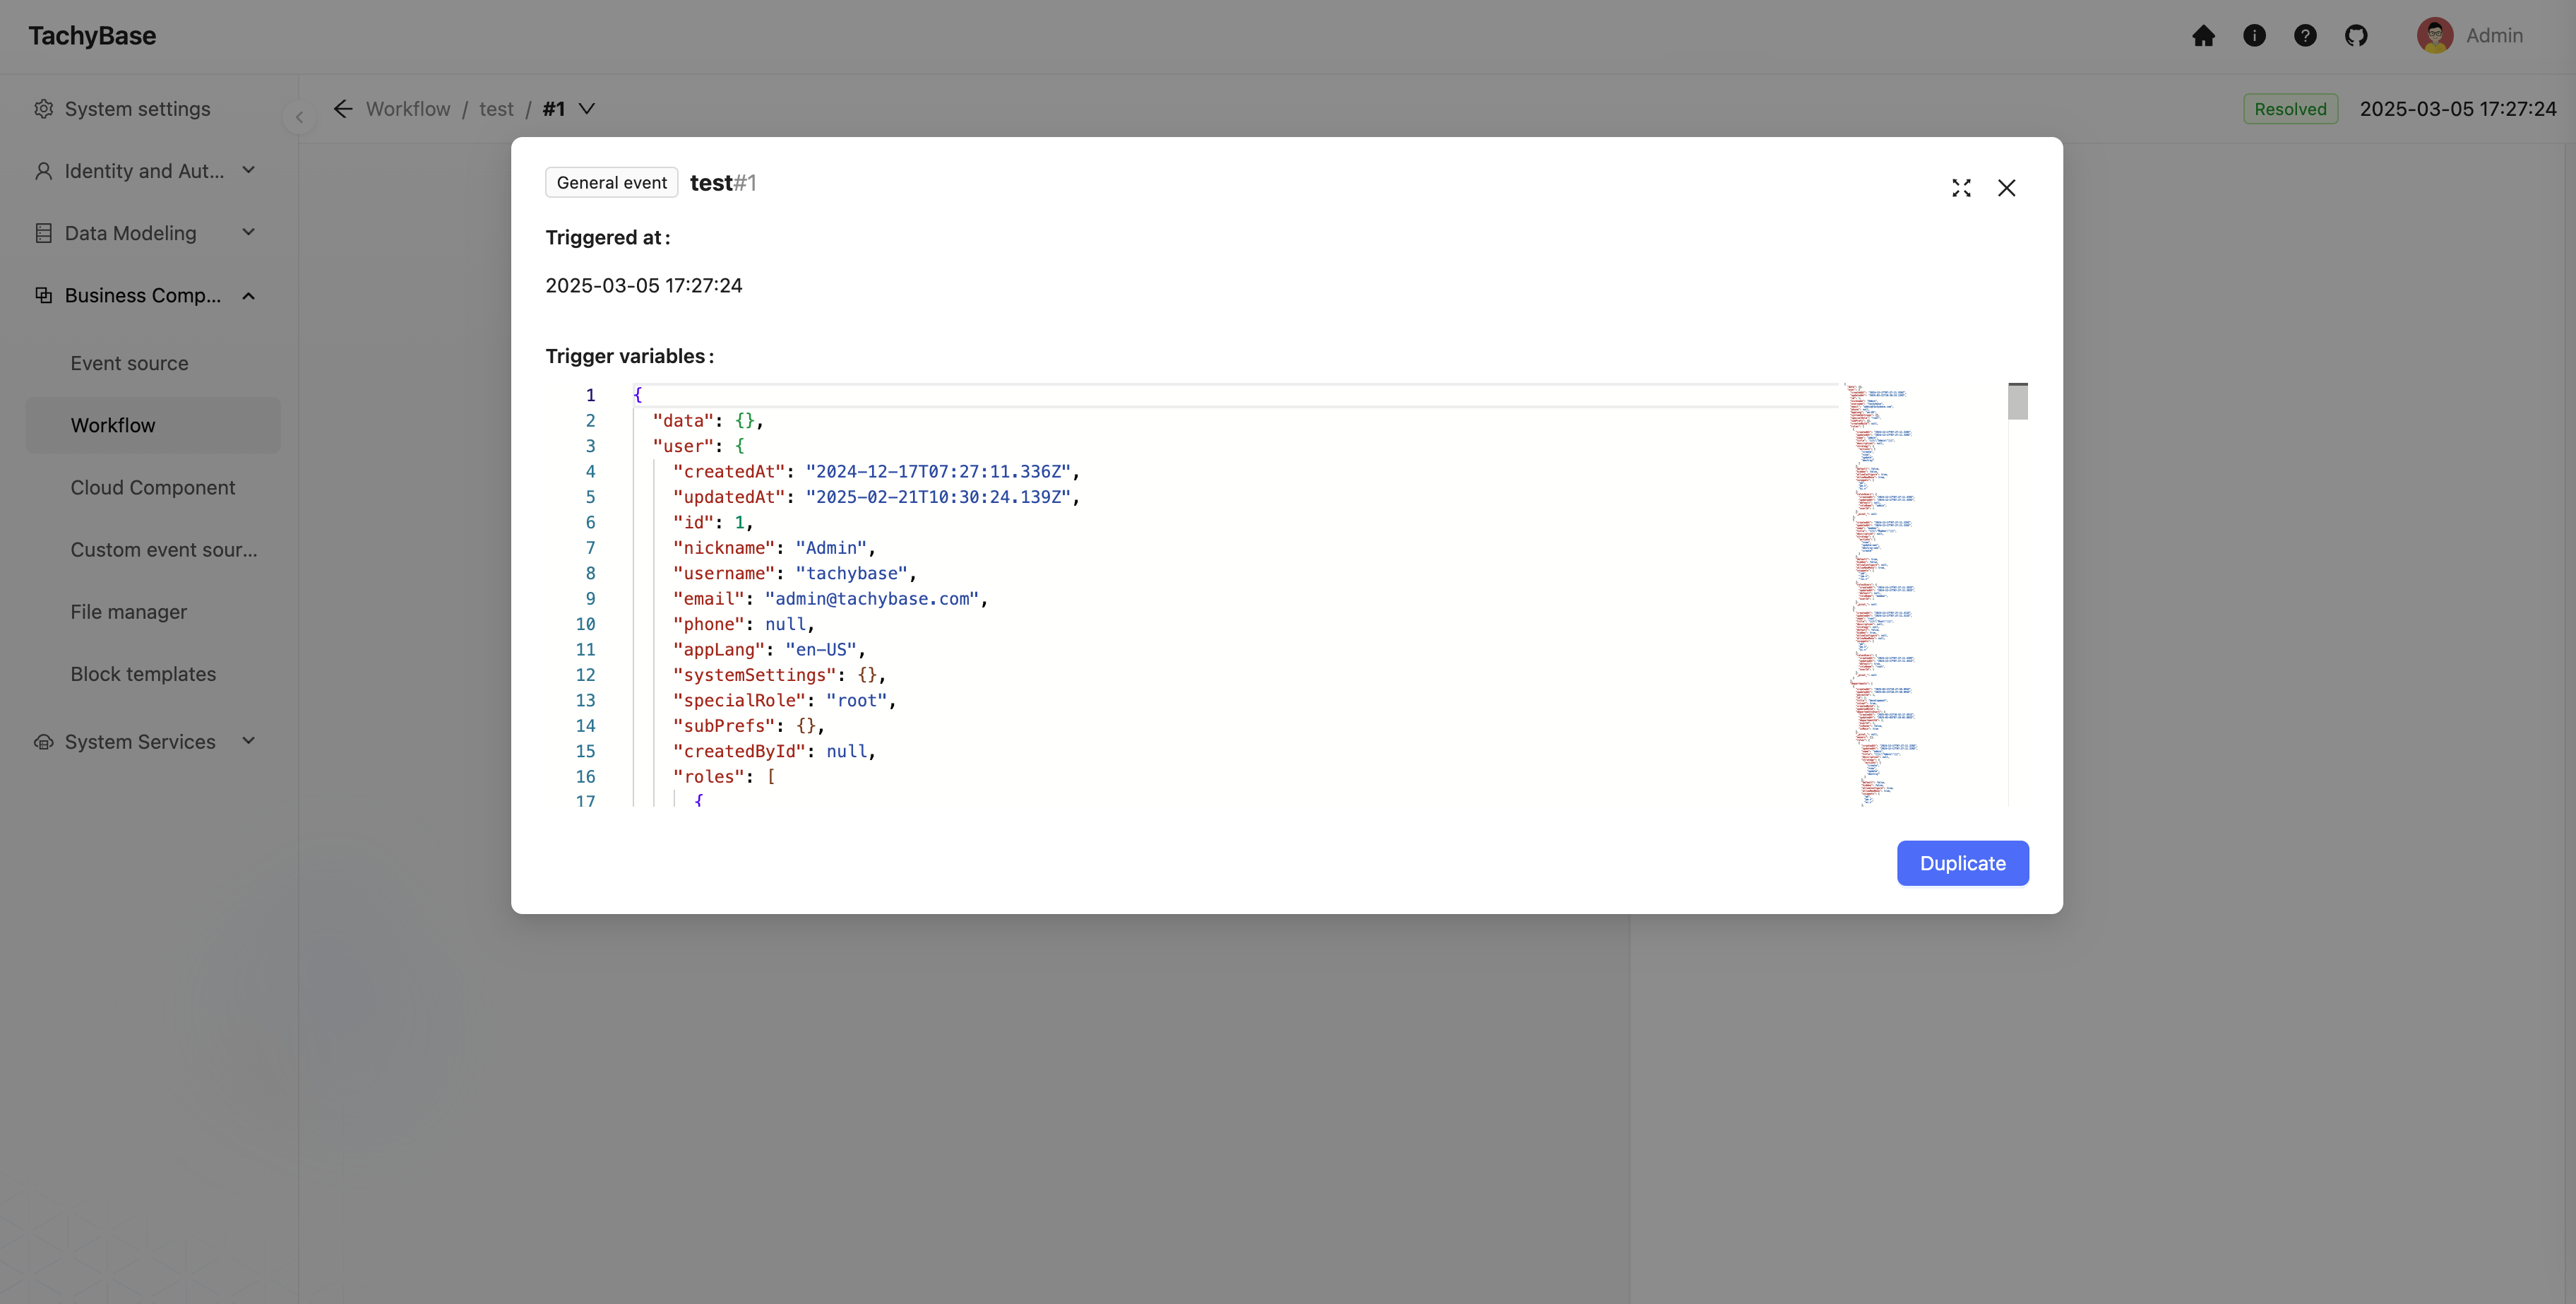 TachyBase
Admin
System settings
Identity and Aut...
Data Modeling
Business Comp...
Event source
Workflow
Cloud Component
Custom event sour...
File manager
Block templates
System Services
Workflow / test / #1
Resolved 2025-03-05 17:27:24
General event test#1
Triggered at:
2025-03-05 17:27:24
Trigger variables:
1 {
2 "data": {},
3 "user": {
4 "createdAt": "2024-12-17T07:27:11.336Z",
5 "updatedAt": "2025-02-21T10:30:24.139Z",
6 "id": 1,
7 "nickname": "Admin",
8 "username": "tachybase",
9 "email": "admin@tachybase.com",
10 "phone": null,
11 "appLang": "en-US",
12 "systemSettings": {},
13 "specialRole": "root",
14 "subPrefs": {},
15 "createdById": null,
16 "roles": [
17 {
Duplicate